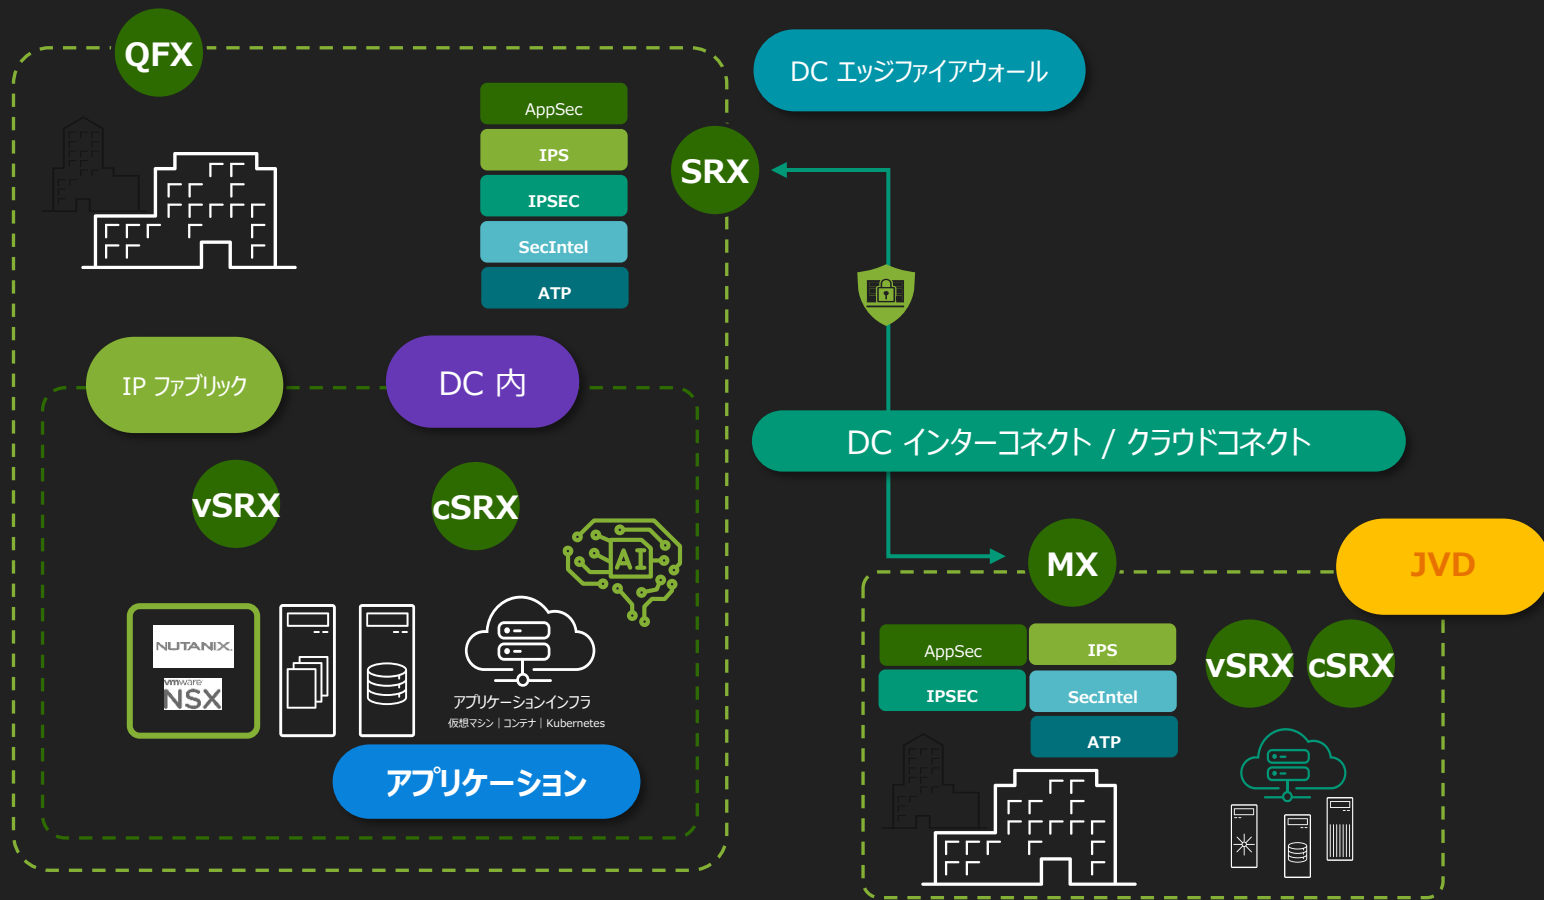 QFX
DC エッジファイアウォール
AppSec
IPS
IPSEC
SecIntel
ATP
SRX
IP ファブリック
DC 内
DC インターコネクト / クラウドコネクト
vSRX
cSRX
AI
NUTANIX.
vmware
NSX
アプリケーションインフラ
仮想マシン | コンテナ | Kubernetes
アプリケーション
MX
JVD
AppSec
IPS
IPSEC
SecIntel
ATP
vSRX
cSRX